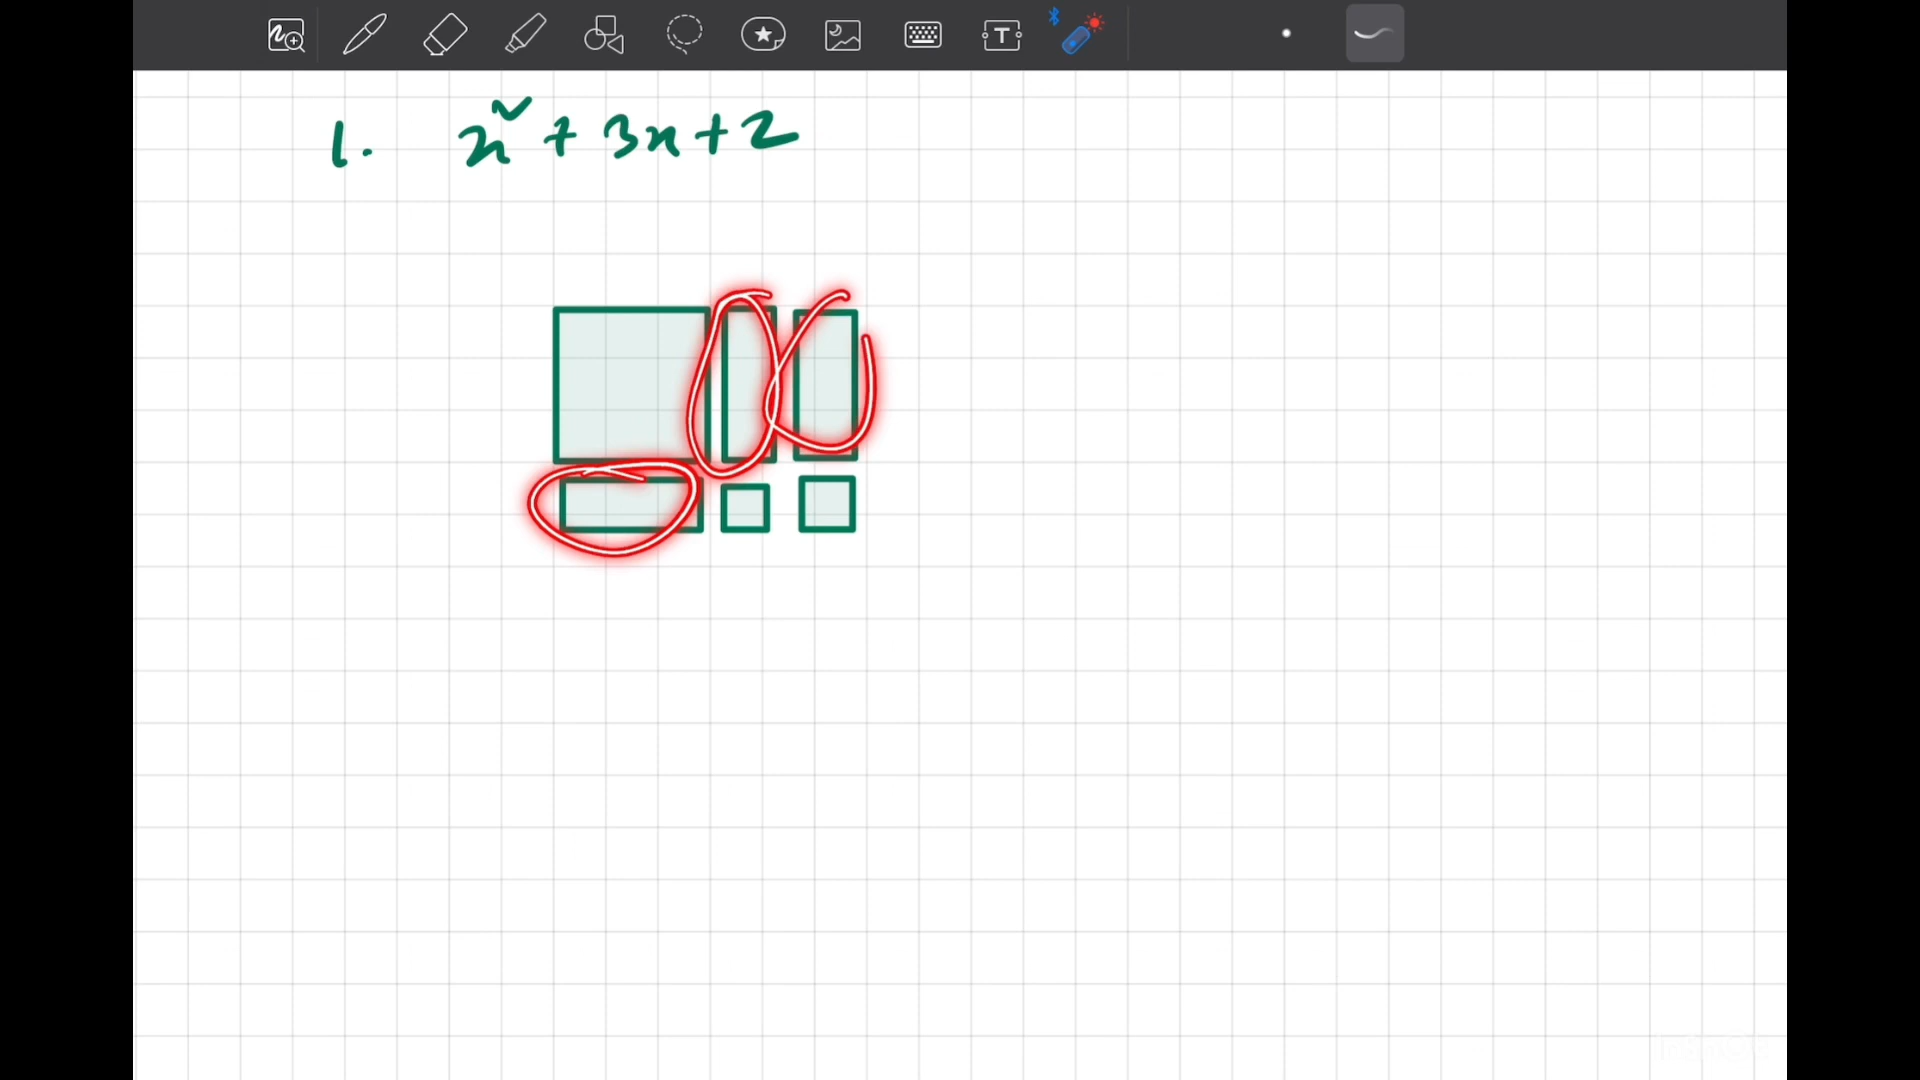 1. x² + 3x + 2